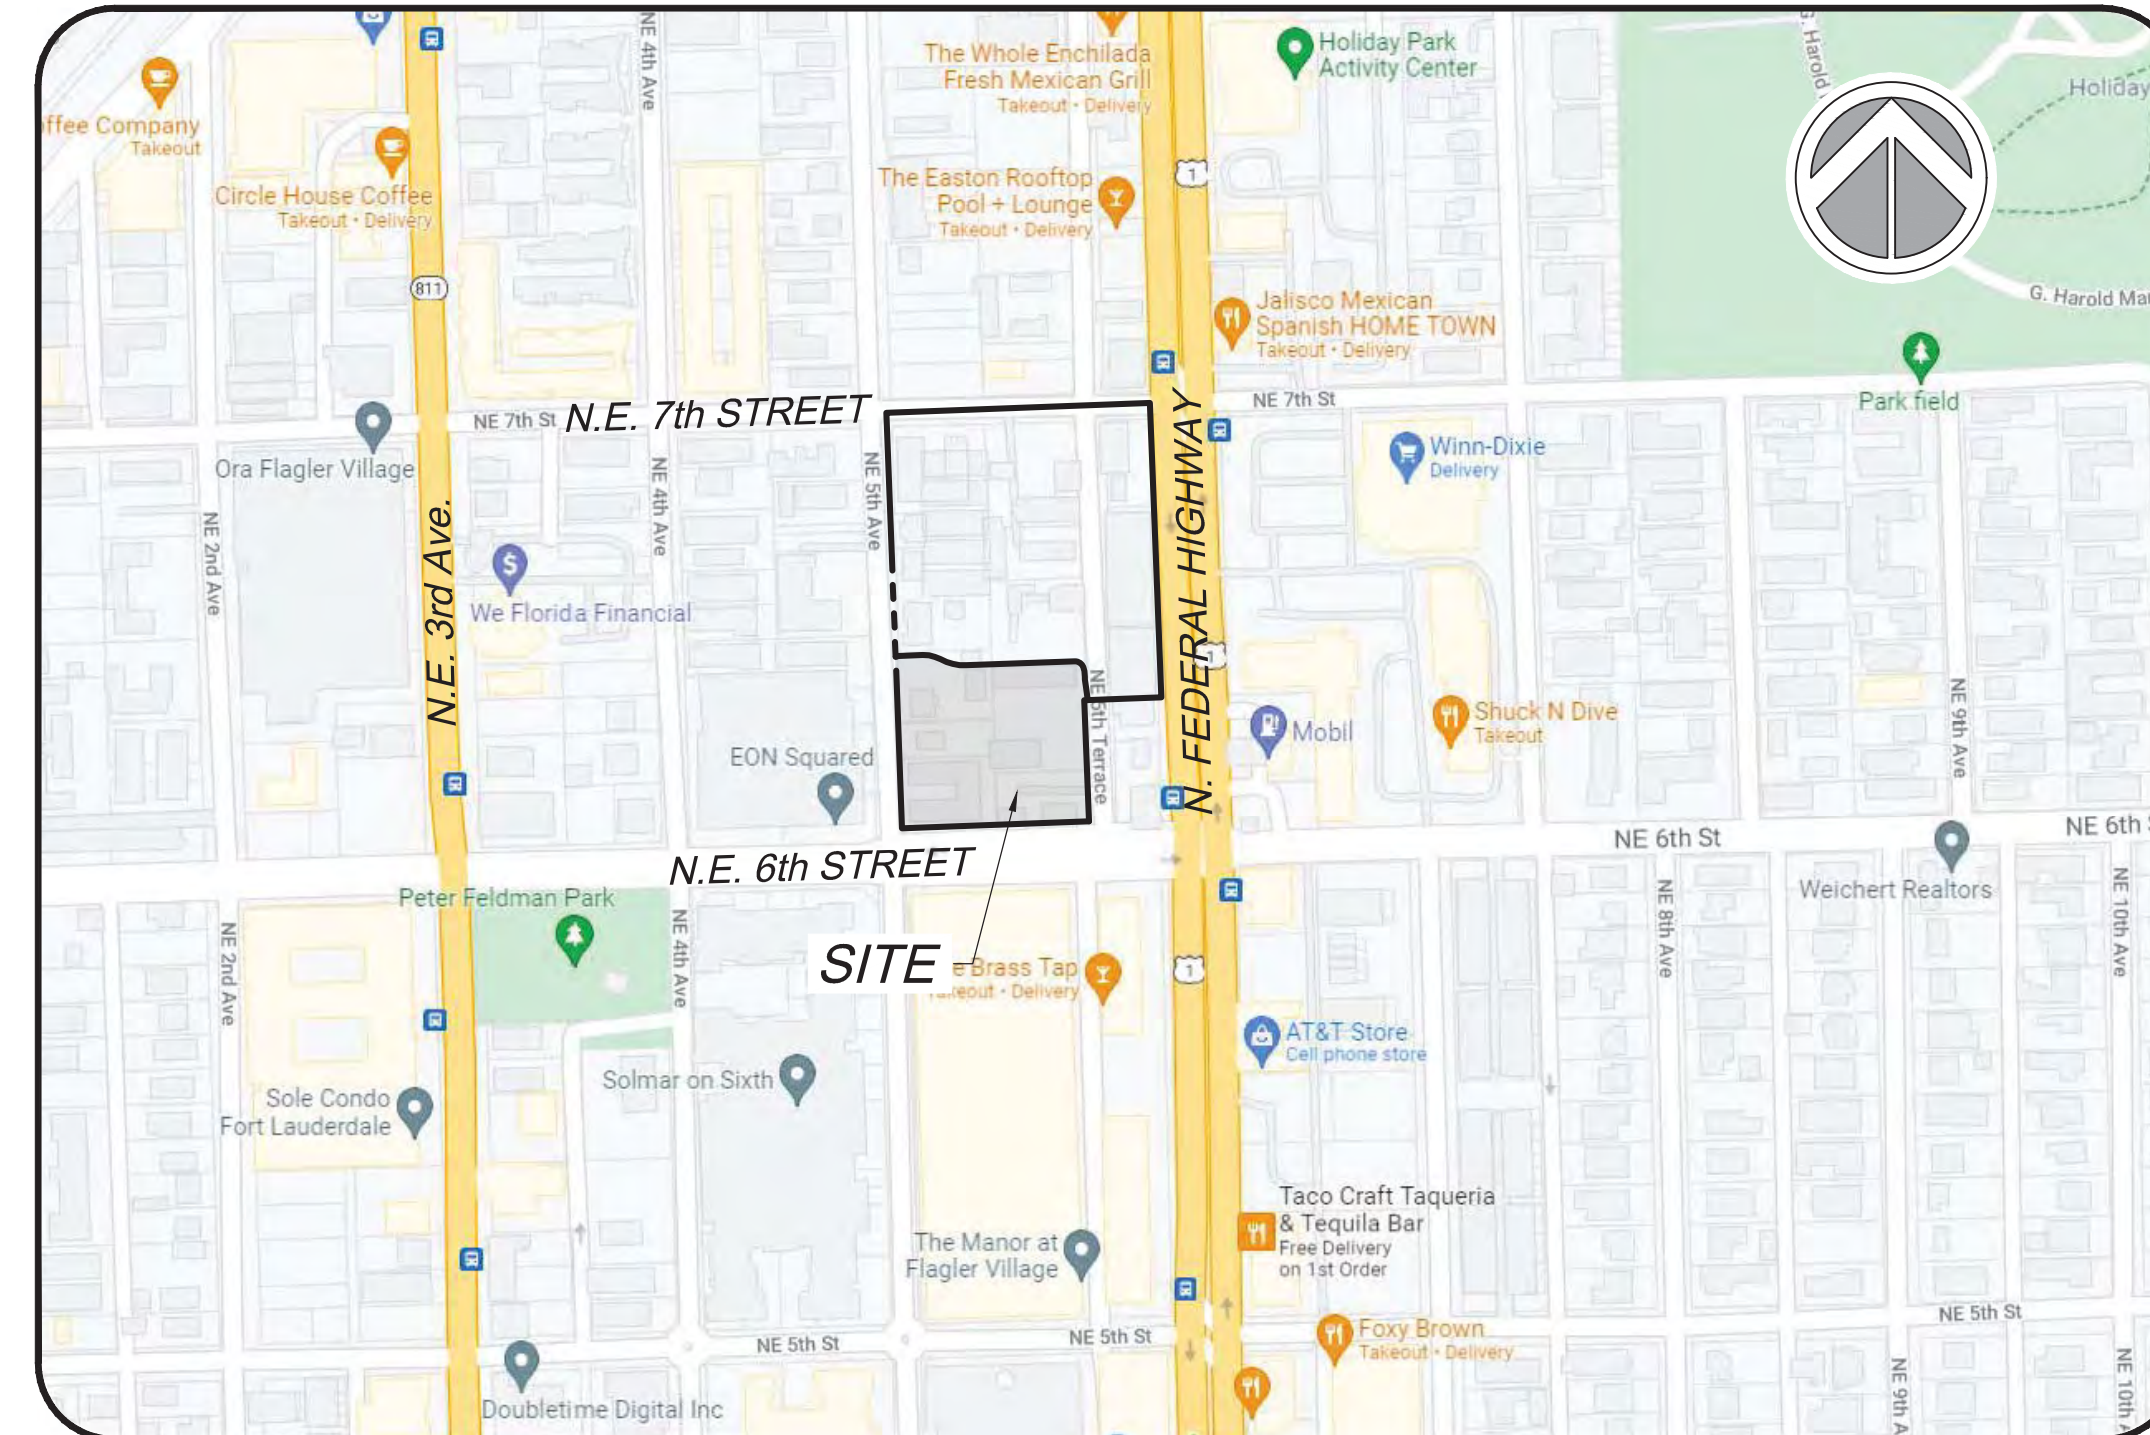 NE 4th Ave
The Whole Enchilada
Fresh Mexican Grill
Takeout • Delivery
Holiday Park
Activity Center
G. Harold
Holiday
ffee Company
Takeout
Circle House Coffee
Takeout • Delivery
The Easton Rooftop
Pool + Lounge
Takeout • Delivery
1
811
Jalisco Mexican
Spanish HOME TOWN
Takeout • Delivery
G. Harold Mar
Park field
NE 7th St
N.E. 7th STREET
NE 7th St
Ora Flagler Village
Winn-Dixie
Delivery
NE 2nd Ave
N.E. 3rd Ave.
NE 4th Ave
NE 5th Ave
N. FEDERAL HIGHWAY
We Florida Financial
1
NE 5th Terrace
Mobil
Shuck N Dive
Takeout
NE 9th Ave
EON Squared
N.E. 6th STREET
NE 6th St
NE 6th
Peter Feldman Park
Weichert Realtors
NE 2nd Ave
NE 4th Ave
NE 8th Ave
NE 10th Ave
SITE
e Brass Tap
Takeout • Delivery
1
AT&T Store
Cell phone store
Solmar on Sixth
Sole Condo
Fort Lauderdale
Taco Craft Taqueria
& Tequila Bar
Free Delivery
on 1st Order
The Manor at
Flagler Village
NE 5th St
NE 5th St
NE 5th St
Foxy Brown
Takeout • Delivery
NE 9th A
NE 10th A
Doubletime Digital Inc